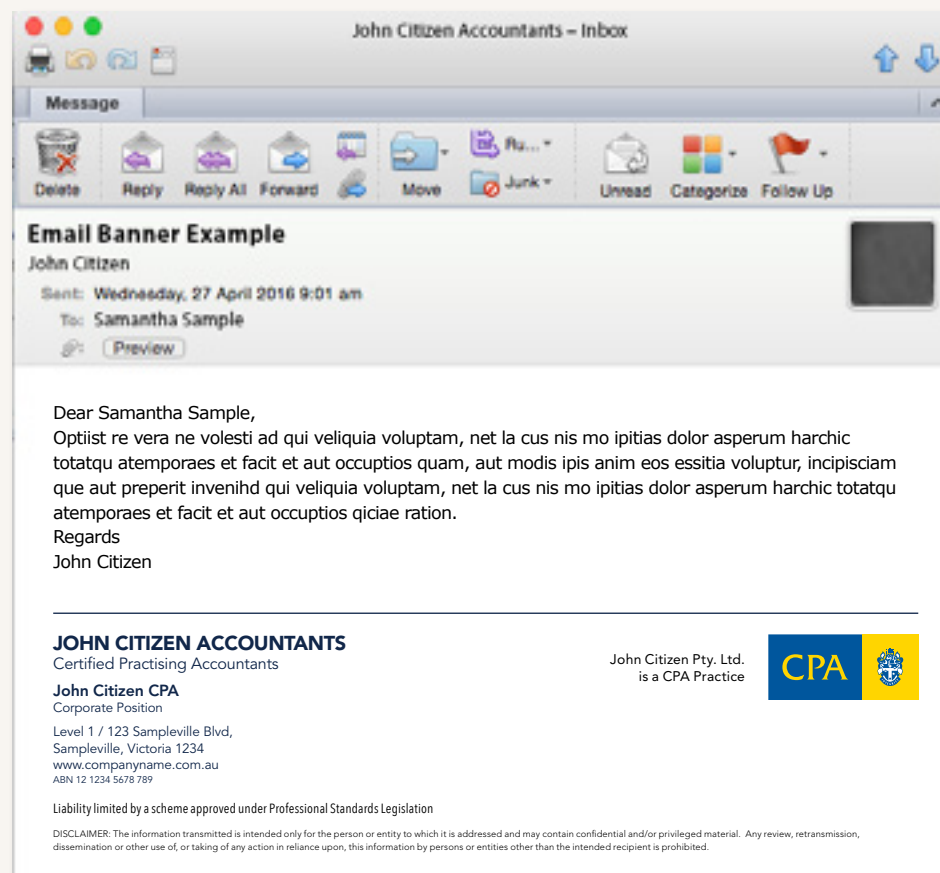 John Citizen Accountants – Inbox
Message
Delete
Reply
Reply All
Forward
Move
Ru...
Junk
Unread
Categorize
Follow Up
Email Banner Example
John Citizen
Sent: Wednesday, 27 April 2016 9:01 am
To: Samantha Sample
Preview
Dear Samantha Sample,
Optiist re vera ne volesti ad qui veliquia voluptam, net la cus nis mo ipitias dolor asperum harchic
totatqu atemporaes et facit et aut occuptios quam, aut modis ipis anim eos essitia voluptur, incipisciam
que aut preperit invenihd qui veliquia voluptam, net la cus nis mo ipitias dolor asperum harchic totatqu
atemporaes et facit et aut occuptios qiciae ration.
Regards
John Citizen
JOHN CITIZEN ACCOUNTANTS
Certified Practising Accountants
John Citizen CPA
Corporate Position
Level 1 / 123 Sampleville Blvd,
Sampleville, Victoria 1234
www.companyname.com.au
ABN 12 1234 5678 789
John Citizen Pty. Ltd.
is a CPA Practice
CPA
Liability limited by a scheme approved under Professional Standards Legislation
DISCLAIMER: The information transmitted is intended only for the person or entity to which it is addressed and may contain confidential and/or privileged material. Any review, retransmission,
dissemination or other use of, or taking of any action in reliance upon, this information by persons or entities other than the intended recipient is prohibited.